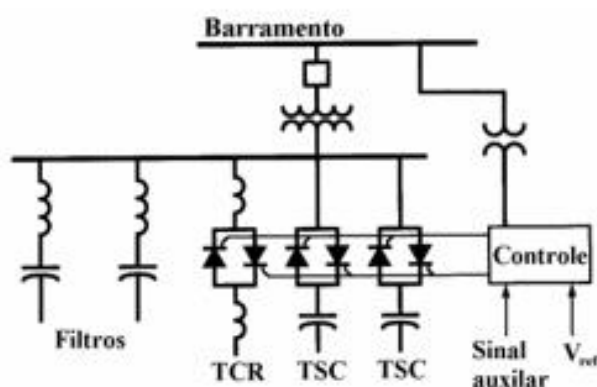 Barramento
Controle
Filtros
TCR
TSC
TSC
Sinal
auxilar
V_ref